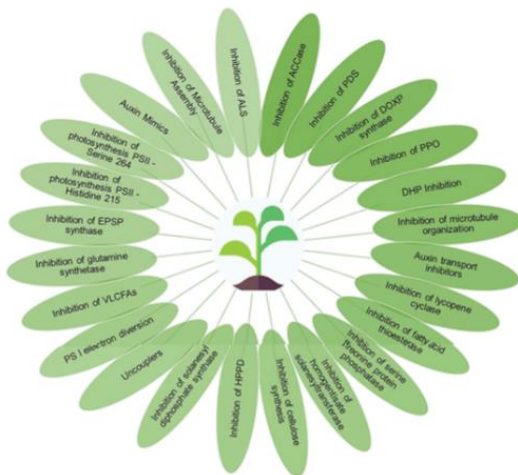 Inhibition of ACCase
Inhibition of PDS
Inhibition of DOXP
synthase
Inhibition of PPO
DHP Inhibition
Inhibition of microtubule
organization
Auxin transport
inhibitors
Inhibition of lycopene
cyclase
Inhibition of fatty acid
thioesterase
Inhibition of serine
threonine protein
phosphatase
Inhibition of
homogentisate
solanesyltransferase
Inhibition of cellulose
synthesis
Inhibition of HPPD
Inhibition of solanesyl
diphosphate synthase
Uncouplers
PS I electron diversion
Inhibition of VLCFAs
Inhibition of glutamine
synthetase
Inhibition of EPSP
synthase
Inhibition of
photosynthesis PSII -
Histidine 215
Inhibition of
photosynthesis PSII -
Serine 264
Auxin Mimics
Inhibition of Microtubule
Assembly
Inhibition of ALS